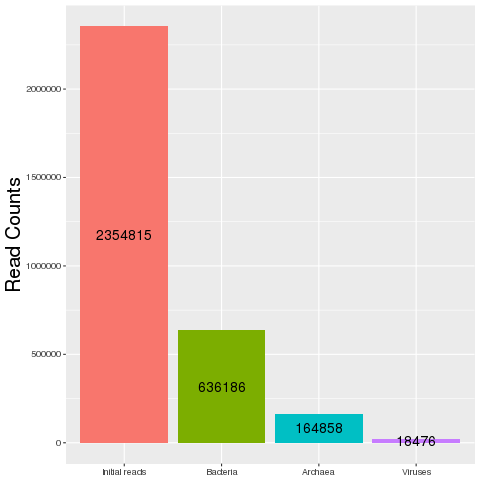 Read Counts
2000000
1500000
1000000
500000
0
2354815
636186
164858
18476
Initial reads
Bacteria
Archaea
Viruses